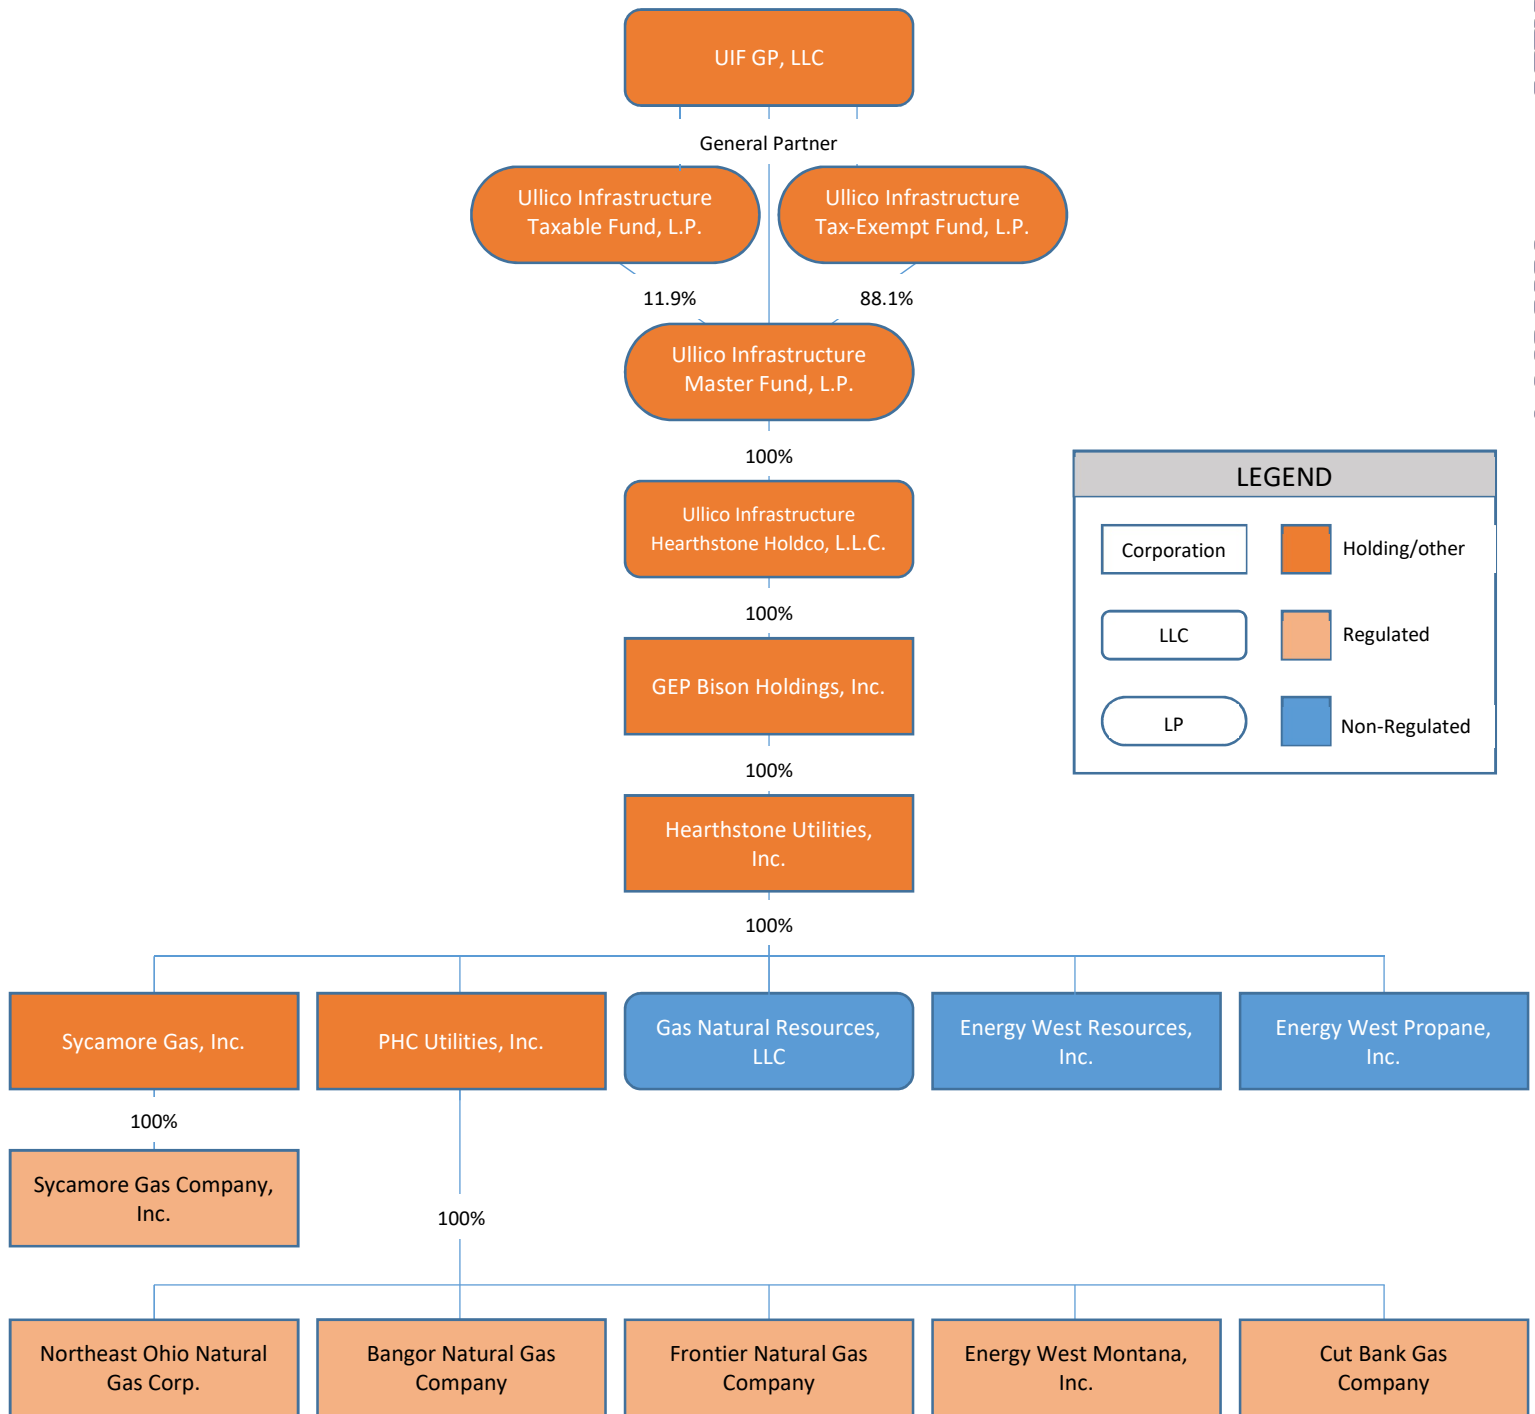 UIF GP, LLC
General Partner
Ullico Infrastructure
Taxable Fund, L.P.
Ullico Infrastructure
Tax-Exempt Fund, L.P.
11.9%
88.1%
Ullico Infrastructure
Master Fund, L.P.
100%
Ullico Infrastructure
Hearthstone Holdco, L.L.C.
100%
GEP Bison Holdings, Inc.
100%
Hearthstone Utilities,
Inc.
100%
LEGEND
Corporation
Holding/other
LLC
Regulated
LP
Non-Regulated
Sycamore Gas, Inc.
PHC Utilities, Inc.
Gas Natural Resources,
LLC
Energy West Resources,
Inc.
Energy West Propane,
Inc.
100%
Sycamore Gas Company,
Inc.
100%
Northeast Ohio Natural
Gas Corp.
Bangor Natural Gas
Company
Frontier Natural Gas
Company
Energy West Montana,
Inc.
Cut Bank Gas
Company